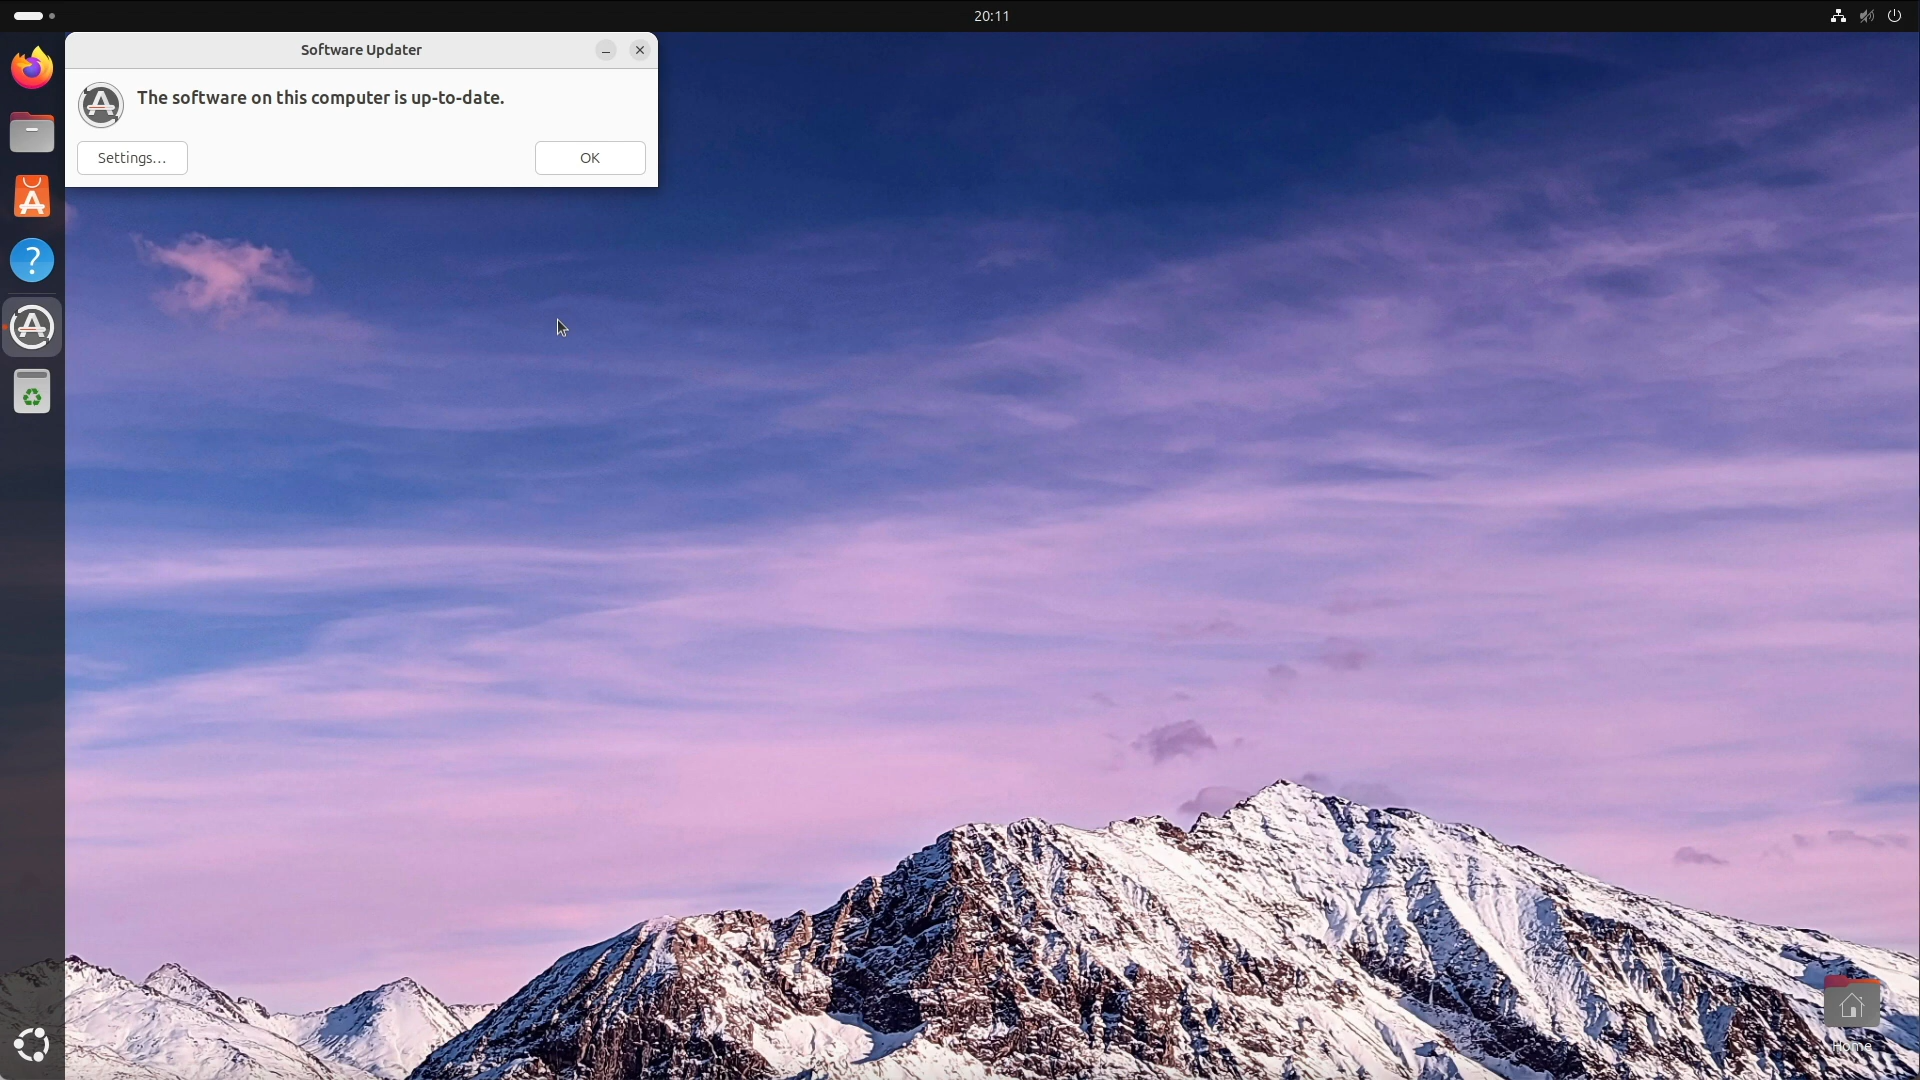 20:11
Software Updater
The software on this computer is up-to-date.
Settings...
OK
Home